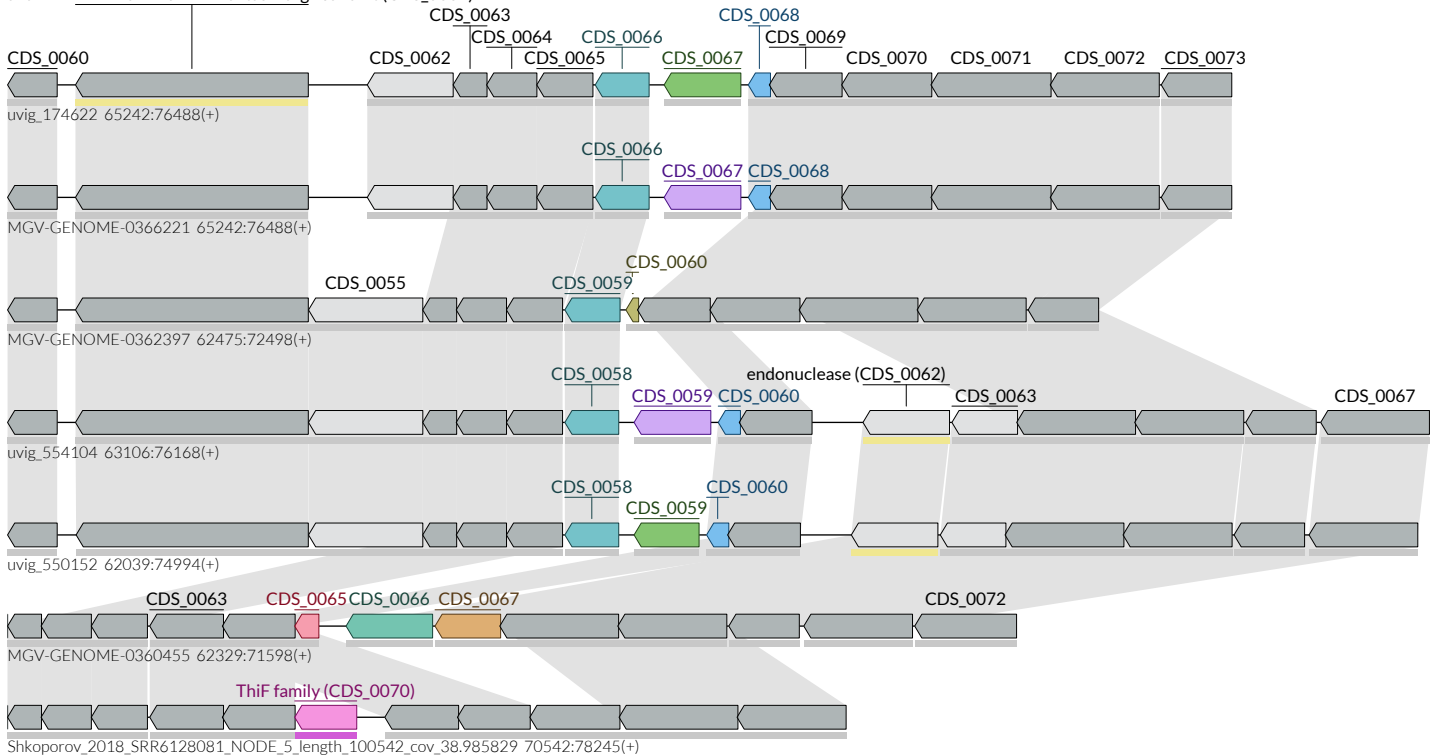 CDS_0063
CDS_0068
CDS_0064
CDS_0066
CDS_0069
CDS_0060
CDS_0062
CDS_0065
CDS_0067
CDS_0070
CDS_0071
CDS_0072
CDS_0073
uvig_174622 65242:76488(+)
CDS_0066
CDS_0067
CDS_0068
MGV-GENOME-0366221 65242:76488(+)
CDS_0060
CDS_0055
CDS_0059
MGV-GENOME-0362397 62475:72498(+)
CDS_0058
endonuclease (CDS_0062)
CDS_0059
CDS_0060
CDS_0063
CDS_0067
uvig_554104 63106:76168(+)
CDS_0058
CDS_0060
CDS_0059
uvig_550152 62039:74994(+)
CDS_0063
CDS_0065
CDS_0066
CDS_0067
CDS_0072
MGV-GENOME-0360455 62329:71598(+)
ThiF family (CDS_0070)
Shkoporov_2018_SRR6128081_NODE_5_length_100542_cov_38.985829 70542:78245(+)